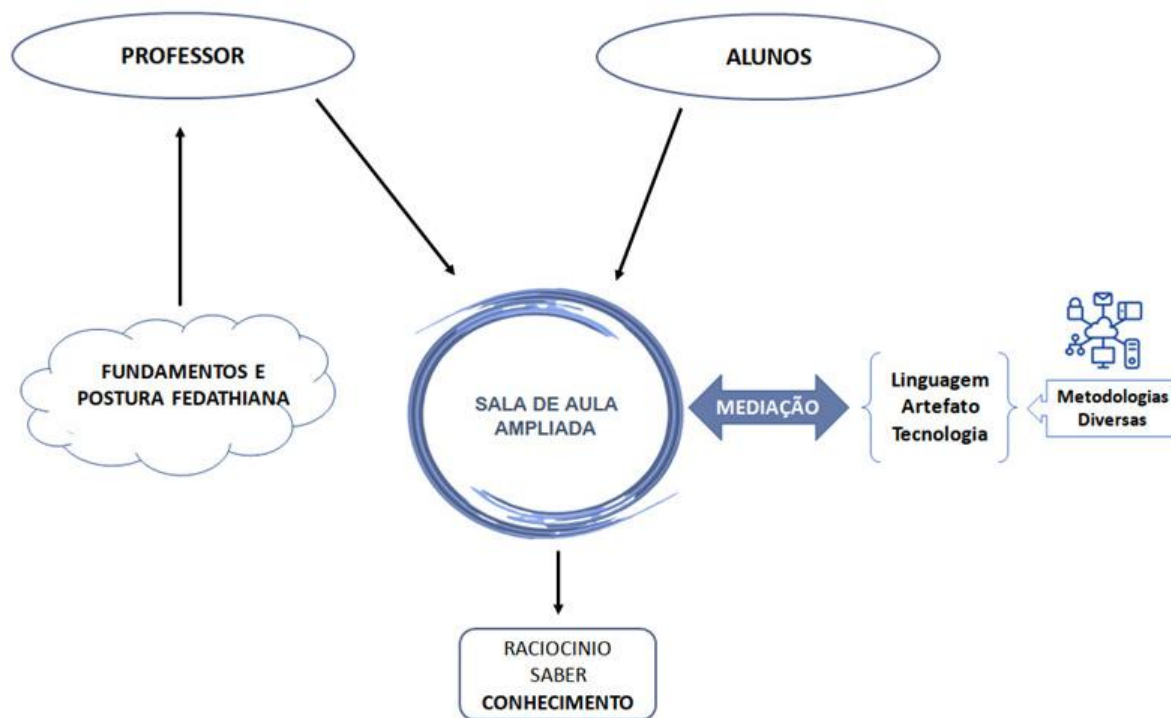 PROFESSOR
ALUNOS
FUNDAMENTOS E
POSTURA FEDATHIANA
SALA DE AULA
AMPLIADA
MEDIAÇÃO
Linguagem
Artefato
Tecnologia
Metodologias
Diversas
RACIOCINIO
SABER
CONHECIMENTO